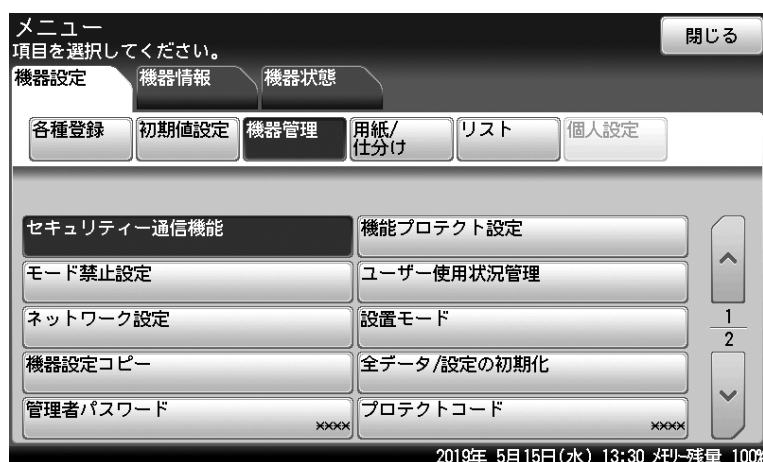 メニュー
項目を選択してください。
閉じる
機器設定
機器情報
機器状態
各種登録
初期値設定
機器管理
用紙/
仕分け
リスト
個人設定
セキュリティー通信機能
機能プロテクト設定
モード禁止設定
ユーザー使用状況管理
ネットワーク設定
設置モード
機器設定コピー
全データ/設定の初期化
管理者パスワード
××××
プロテクトコード
××××
1
2
2019年 5月15日(水) 13:30 メモリー残量 100%